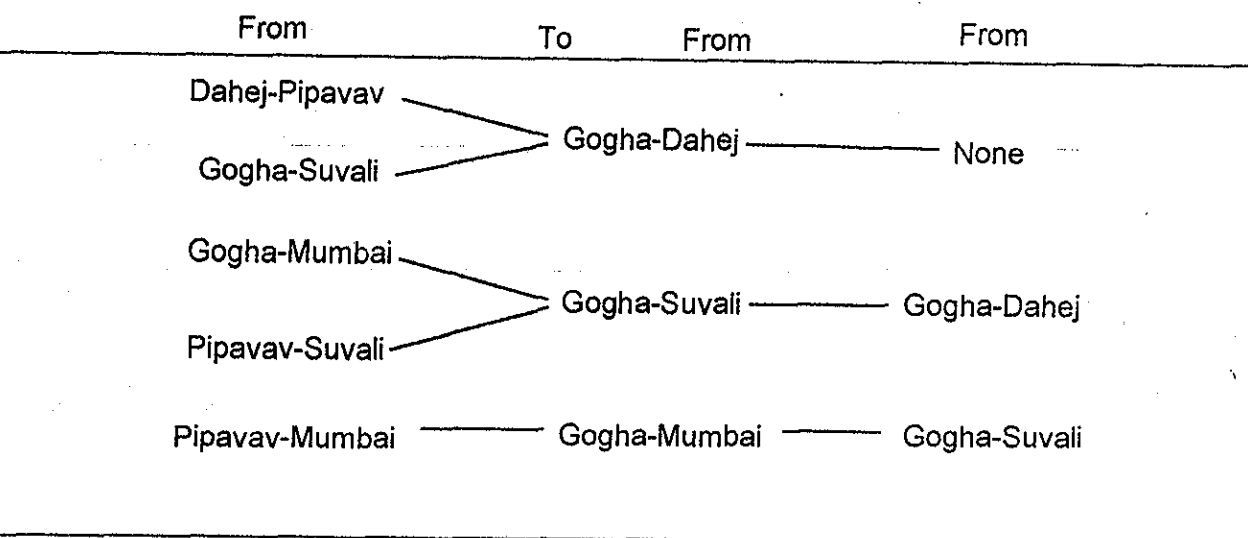 From To From From
Dahej-Pipavav
Gogha-Dahej None
Gogha-Suvali
Gogha-Mumbai
Gogha-Suvali Gogha-Dahej
Pipavav-Suvali
Pipavav-Mumbai Gogha-Mumbai Gogha-Suvali